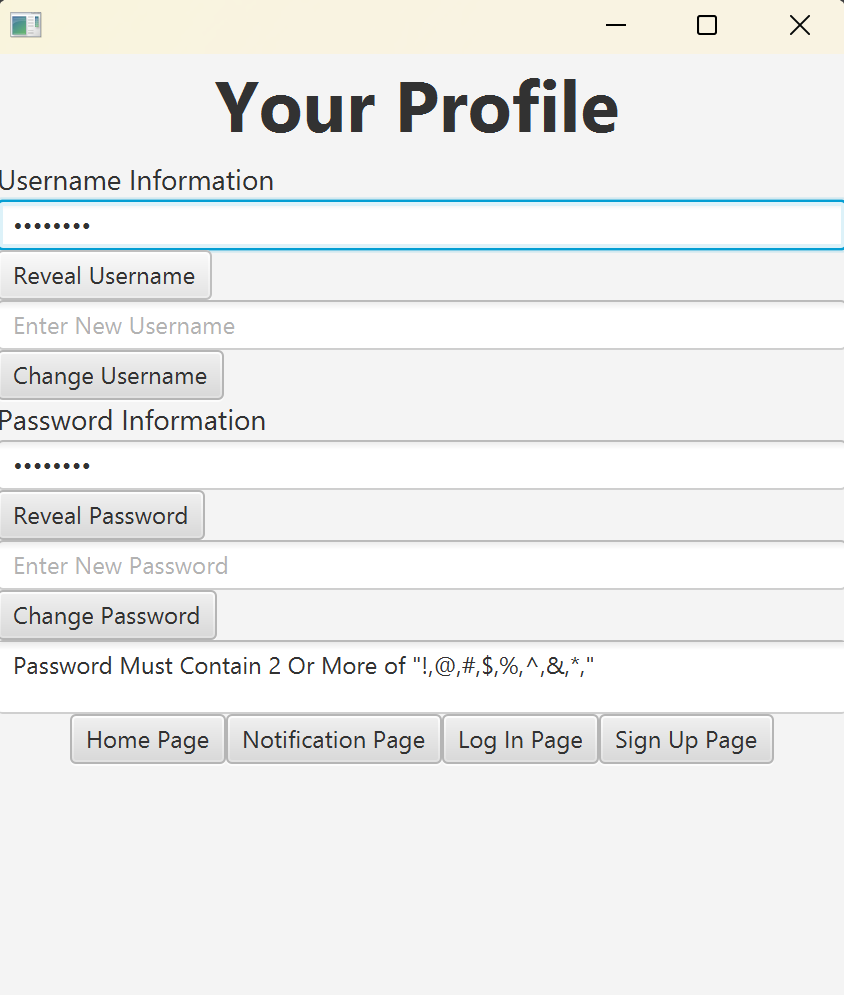 Your Profile
Username Information
••••••••
Reveal Username
Enter New Username
Change Username
Password Information
••••••••
Reveal Password
Enter New Password
Change Password
Password Must Contain 2 Or More of "!,@,#,$,%,^,&,*,"
Home Page Notification Page Log In Page Sign Up Page